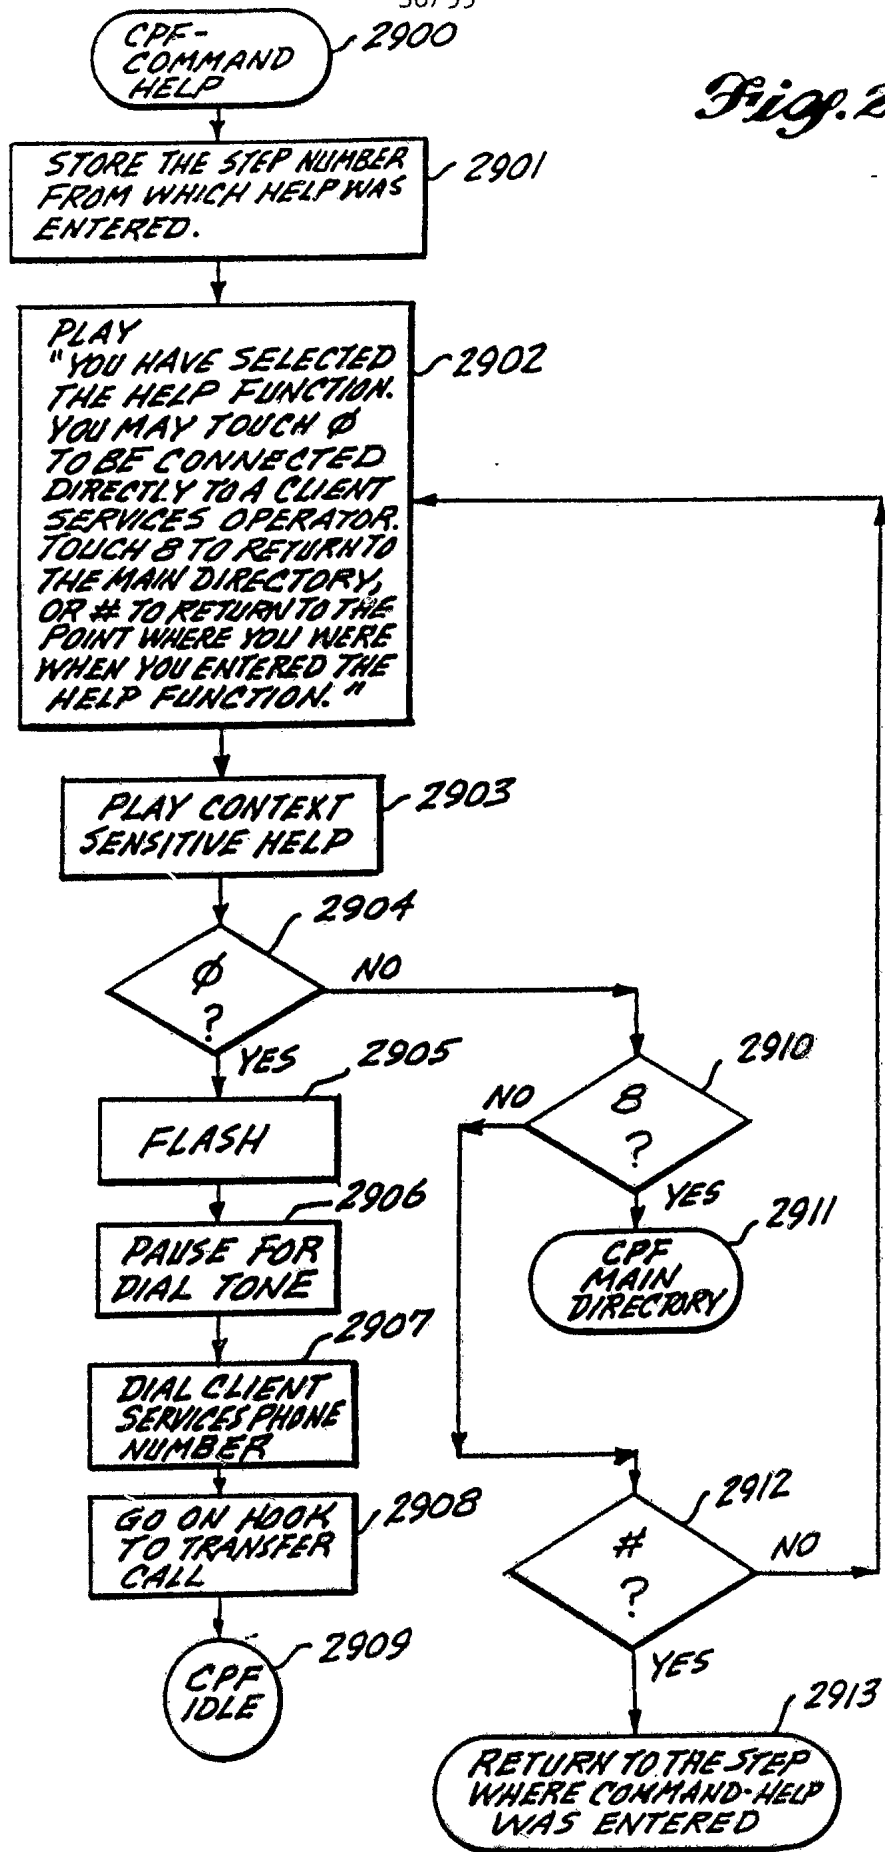 CPF-
COMMAND
HELP
2900
Fig. 2
STORE THE STEP NUMBER
FROM WHICH HELP WAS
ENTERED.
2901
PLAY
"YOU HAVE SELECTED
THE HELP FUNCTION.
YOU MAY TOUCH Ø
TO BE CONNECTED
DIRECTLY TO A CLIENT
SERVICES OPERATOR.
TOUCH 8 TO RETURN TO
THE MAIN DIRECTORY,
OR # TO RETURN TO THE
POINT WHERE YOU WERE
WHEN YOU ENTERED THE
HELP FUNCTION."
2902
PLAY CONTEXT
SENSITIVE HELP
2903
Ø
?
2904
NO
YES
FLASH
2905
PAUSE FOR
DIAL TONE
2906
DIAL CLIENT
SERVICES PHONE
NUMBER
2907
GO ON HOOK
TO TRANSFER
CALL
2908
CPF
IDLE
2909
8
?
2910
NO
YES
CPF
MAIN
DIRECTORY
2911
#
?
2912
NO
YES
RETURN TO THE STEP
WHERE COMMAND-HELP
WAS ENTERED
2913